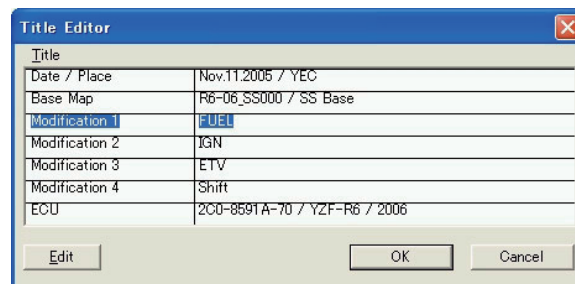 Title Editor
Title
Date / Place Nov.11.2005 / YEC
Base Map R6-06_SS000 / SS Base
Modification 1 FUEL
Modification 2 IGN
Modification 3 ETV
Modification 4 Shift
ECU 2C0-8591A-70 / YZF-R6 / 2006
Edit OK Cancel